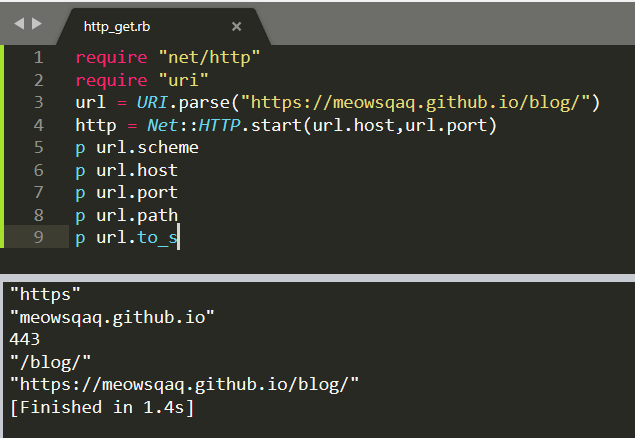 http_get.rb
1 require "net/http"
2 require "uri"
3 url = URI.parse("https://meowsqaq.github.io/blog/")
4 http = Net::HTTP.start(url.host,url.port)
5 p url.scheme
6 p url.host
7 p url.port
8 p url.path
9 p url.to_s
"https"
"meowsqaq.github.io"
443
"/blog/"
"https://meowsqaq.github.io/blog/"
[Finished in 1.4s]